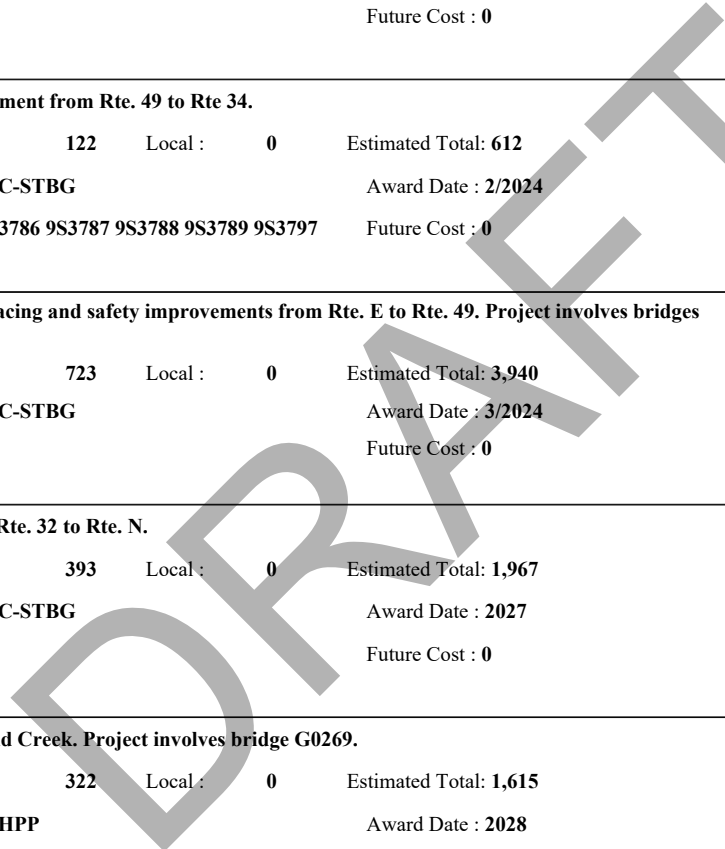 Future Cost : 0
ment from Rte. 49 to Rte 34.
122 Local : 0 Estimated Total: 612
C-STBG Award Date : 2/2024
3786 9S3787 9S3788 9S3789 9S3797 Future Cost : 0
acing and safety improvements from Rte. E to Rte. 49. Project involves bridges
723 Local : 0 Estimated Total: 3,940
C-STBG Award Date : 3/2024
Future Cost : 0
Rte. 32 to Rte. N.
393 Local : 0 Estimated Total: 1,967
C-STBG Award Date : 2027
Future Cost : 0
d Creek. Project involves bridge G0269.
322 Local : 0 Estimated Total: 1,615
HPP Award Date : 2028
DRAFT